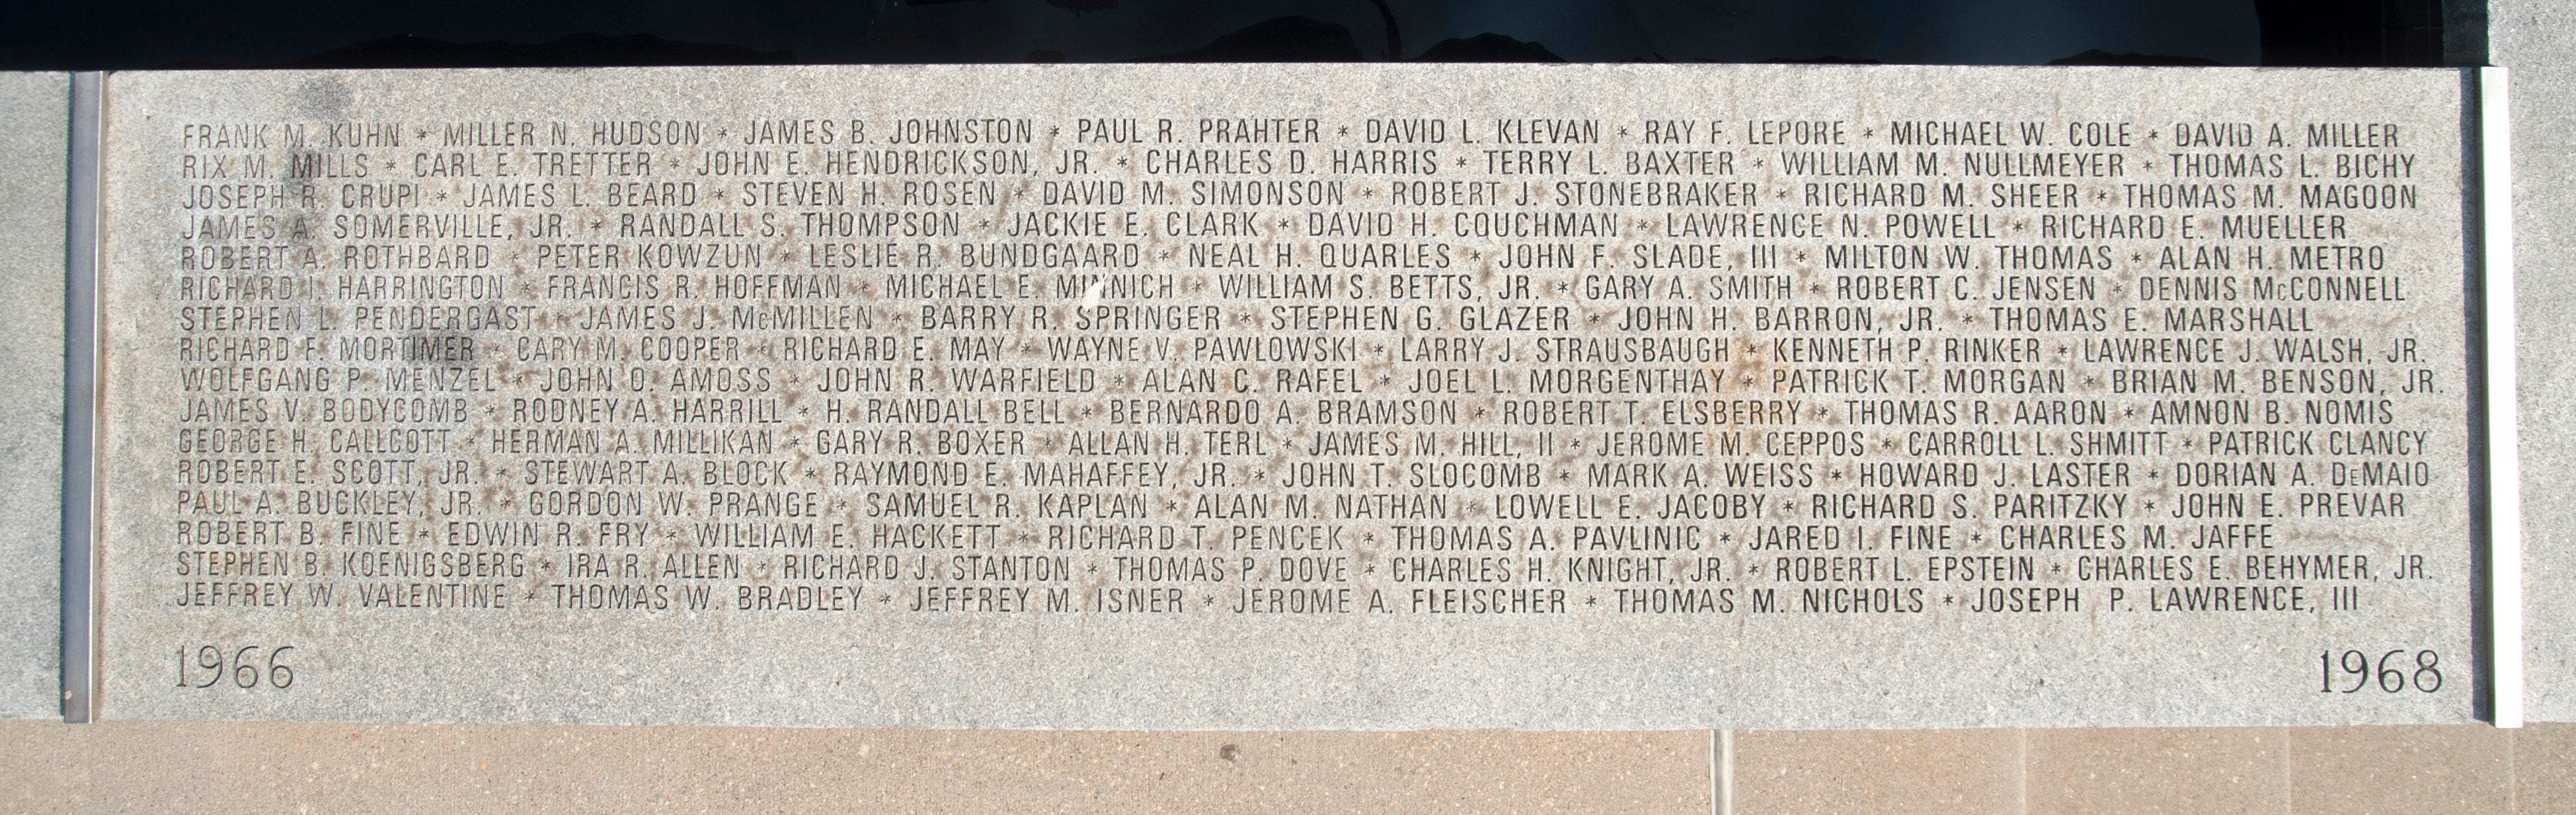 FRANK M. KUHN * MILLER N. HUDSON * JAMES B. JOHNSTON * PAUL R. PRAHTER * DAVID L. KLEVAN * RAY F. LEPORE * MICHAEL W. COLE * DAVID A. MILLER
RIX M. MILLS * CARL E. TRETTER * JOHN E. HENDRICKSON, JR. * CHARLES D. HARRIS * TERRY L. BAXTER * WILLIAM M. NULLMEYER * THOMAS L. BICHY
JOSEPH R. CRUPI * JAMES L. BEARD * STEVEN H. ROSEN * DAVID M. SIMONSON * ROBERT J. STONEBRAKER * RICHARD M. SHEER * THOMAS M. MAGOON
JAMES A. SOMERVILLE, JR. * RANDALL S. THOMPSON * JACKIE E. CLARK * DAVID H. COUCHMAN * LAWRENCE N. POWELL * RICHARD E. MUELLER
ROBERT A. ROTHBARD * PETER KOWZUN * LESLIE R. BUNDGAARD * NEAL H. QUARLES * JOHN F. SLADE, III * MILTON W. THOMAS * ALAN H. METRO
RICHARD I. HARRINGTON * FRANCIS R. HOFFMAN * MICHAEL E. MINNICH * WILLIAM S. BETTS, JR. * GARY A. SMITH * ROBERT C. JENSEN * DENNIS McCONNELL
STEPHEN L. PENDERGAST * JAMES J. McMILLEN * BARRY R. SPRINGER * STEPHEN G. GLAZER * JOHN H. BARRON, JR. * THOMAS E. MARSHALL
RICHARD F. MORTIMER * CARY M. COOPER * RICHARD E. MAY * WAYNE V. PAWLOWSKI * LARRY J. STRAUSBAUGH * KENNETH P. RINKER * LAWRENCE J. WALSH, JR.
WOLFGANG P. MENZEL * JOHN O. AMOSS * JOHN R. WARFIELD * ALAN C. RAFEL * JOEL L. MORGENTHAY * PATRICK T. MORGAN * BRIAN M. BENSON, JR.
JAMES V. BODYCOMB * RODNEY A. HARRILL * H. RANDALL BELL * BERNARDO A. BRAMSON * ROBERT T. ELSBERRY * THOMAS R. AARON * AMNON B. NOMIS
GEORGE H. CALLCOTT * HERMAN A. MILLIKAN * GARY R. BOXER * ALLAN H. TERL * JAMES M. HILL, II * JEROME M. CEPPOS * CARROLL L. SHMITT * PATRICK CLANCY
ROBERT E. SCOTT, JR. * STEWART A. BLOCK * RAYMOND E. MAHAFFEY, JR. * JOHN T. SLOCOMB * MARK A. WEISS * HOWARD J. LASTER * DORIAN A. DeMAIO
PAUL A. BUCKLEY, JR. * GORDON W. PRANGE * SAMUEL R. KAPLAN * ALAN M. NATHAN * LOWELL E. JACOBY * RICHARD S. PARITZKY * JOHN E. PREVAR
ROBERT B. FINE * EDWIN R. FRY * WILLIAM E. HACKETT * RICHARD T. PENCEK * THOMAS A. PAVLINIC * JARED I. FINE * CHARLES M. JAFFE
STEPHEN B. KOENIGSBERG * IRA R. ALLEN * RICHARD J. STANTON * THOMAS P. DOVE * CHARLES H. KNIGHT, JR. * ROBERT L. EPSTEIN * CHARLES E. BEHYMER, JR.
JEFFREY W. VALENTINE * THOMAS W. BRADLEY * JEFFREY M. ISNER * JEROME A. FLEISCHER * THOMAS M. NICHOLS * JOSEPH P. LAWRENCE, III
1966 1968